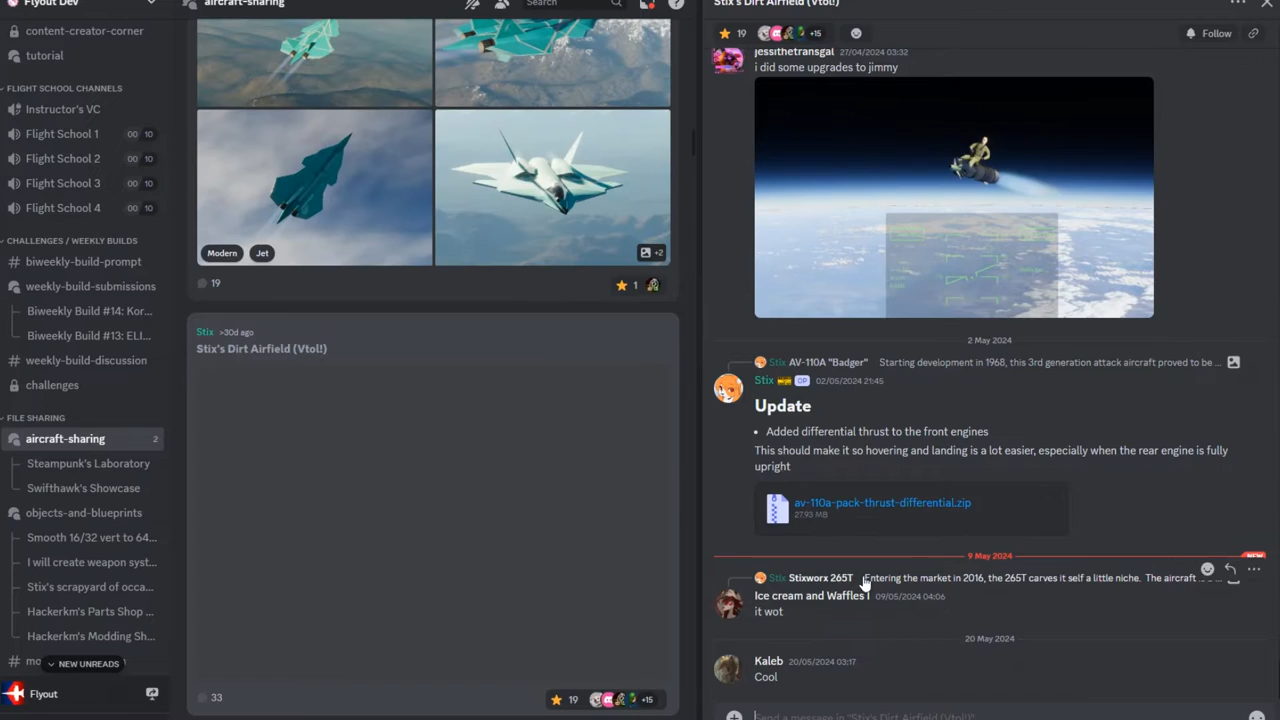 Flyout Dev
content-creator-corner
tutorial
FLIGHT SCHOOL CHANNELS
Instructor's VC
Flight School 1 00 10
Flight School 2 00 10
Flight School 3 00 10
Flight School 4 00 10
CHALLENGES / WEEKLY BUILDS
biweekly-build-prompt
weekly-build-submissions
Biweekly Build #14: Kor...
Biweekly Build #13: ELI...
weekly-build-discussion
challenges
FILE SHARING
aircraft-sharing 2
Steampunk's Laboratory
Swifthawk's Showcase
objects-and-blueprints
Smooth 16/32 vert to 64...
I will create weapon syst...
Stix's scrapyard of occa...
Hackerkm's Parts Shop ...
Hackerkm's Modding Sh...
NEW UNREADS
Flyout
aircraft-sharing
Search
Modern Jet +2
19 1
Stix >30d ago
Stix's Dirt Airfield (Vtol!)
33 19 +15
Stix's Dirt Airfield (Vtol!)
19 +15 Follow
jessithetransgal 27/04/2024 03:32
i did some upgrades to jimmy
2 May 2024
Stix AV-110A "Badger" Starting development in 1968, this 3rd generation attack aircraft proved to be ...
Stix OP 02/05/2024 21:45
Update
• Added differential thrust to the front engines
This should make it so hovering and landing is a lot easier, especially when the rear engine is fully
upright
av-110a-pack-thrust-differential.zip
27.93 MB
9 May 2024 NEW
Stix Stixworx 265T Entering the market in 2016, the 265T carves it self a little niche. The aircraft
Ice cream and Waffles 09/05/2024 04:06
it wot
20 May 2024
Kaleb 20/05/2024 03:17
Cool
Send a message in "Stix's Dirt Airfield (Vtol!)"